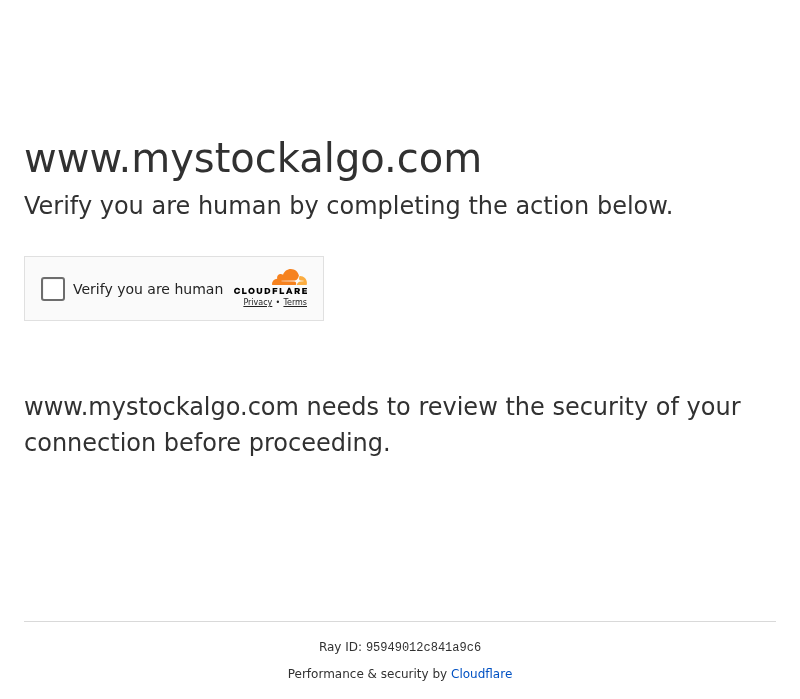 www.mystockalgo.com
Verify you are human by completing the action below.
Verify you are human
CLOUDFLARE
Privacy • Terms
www.mystockalgo.com needs to review the security of your
connection before proceeding.
Ray ID: 95949012c841a9c6
Performance & security by Cloudflare